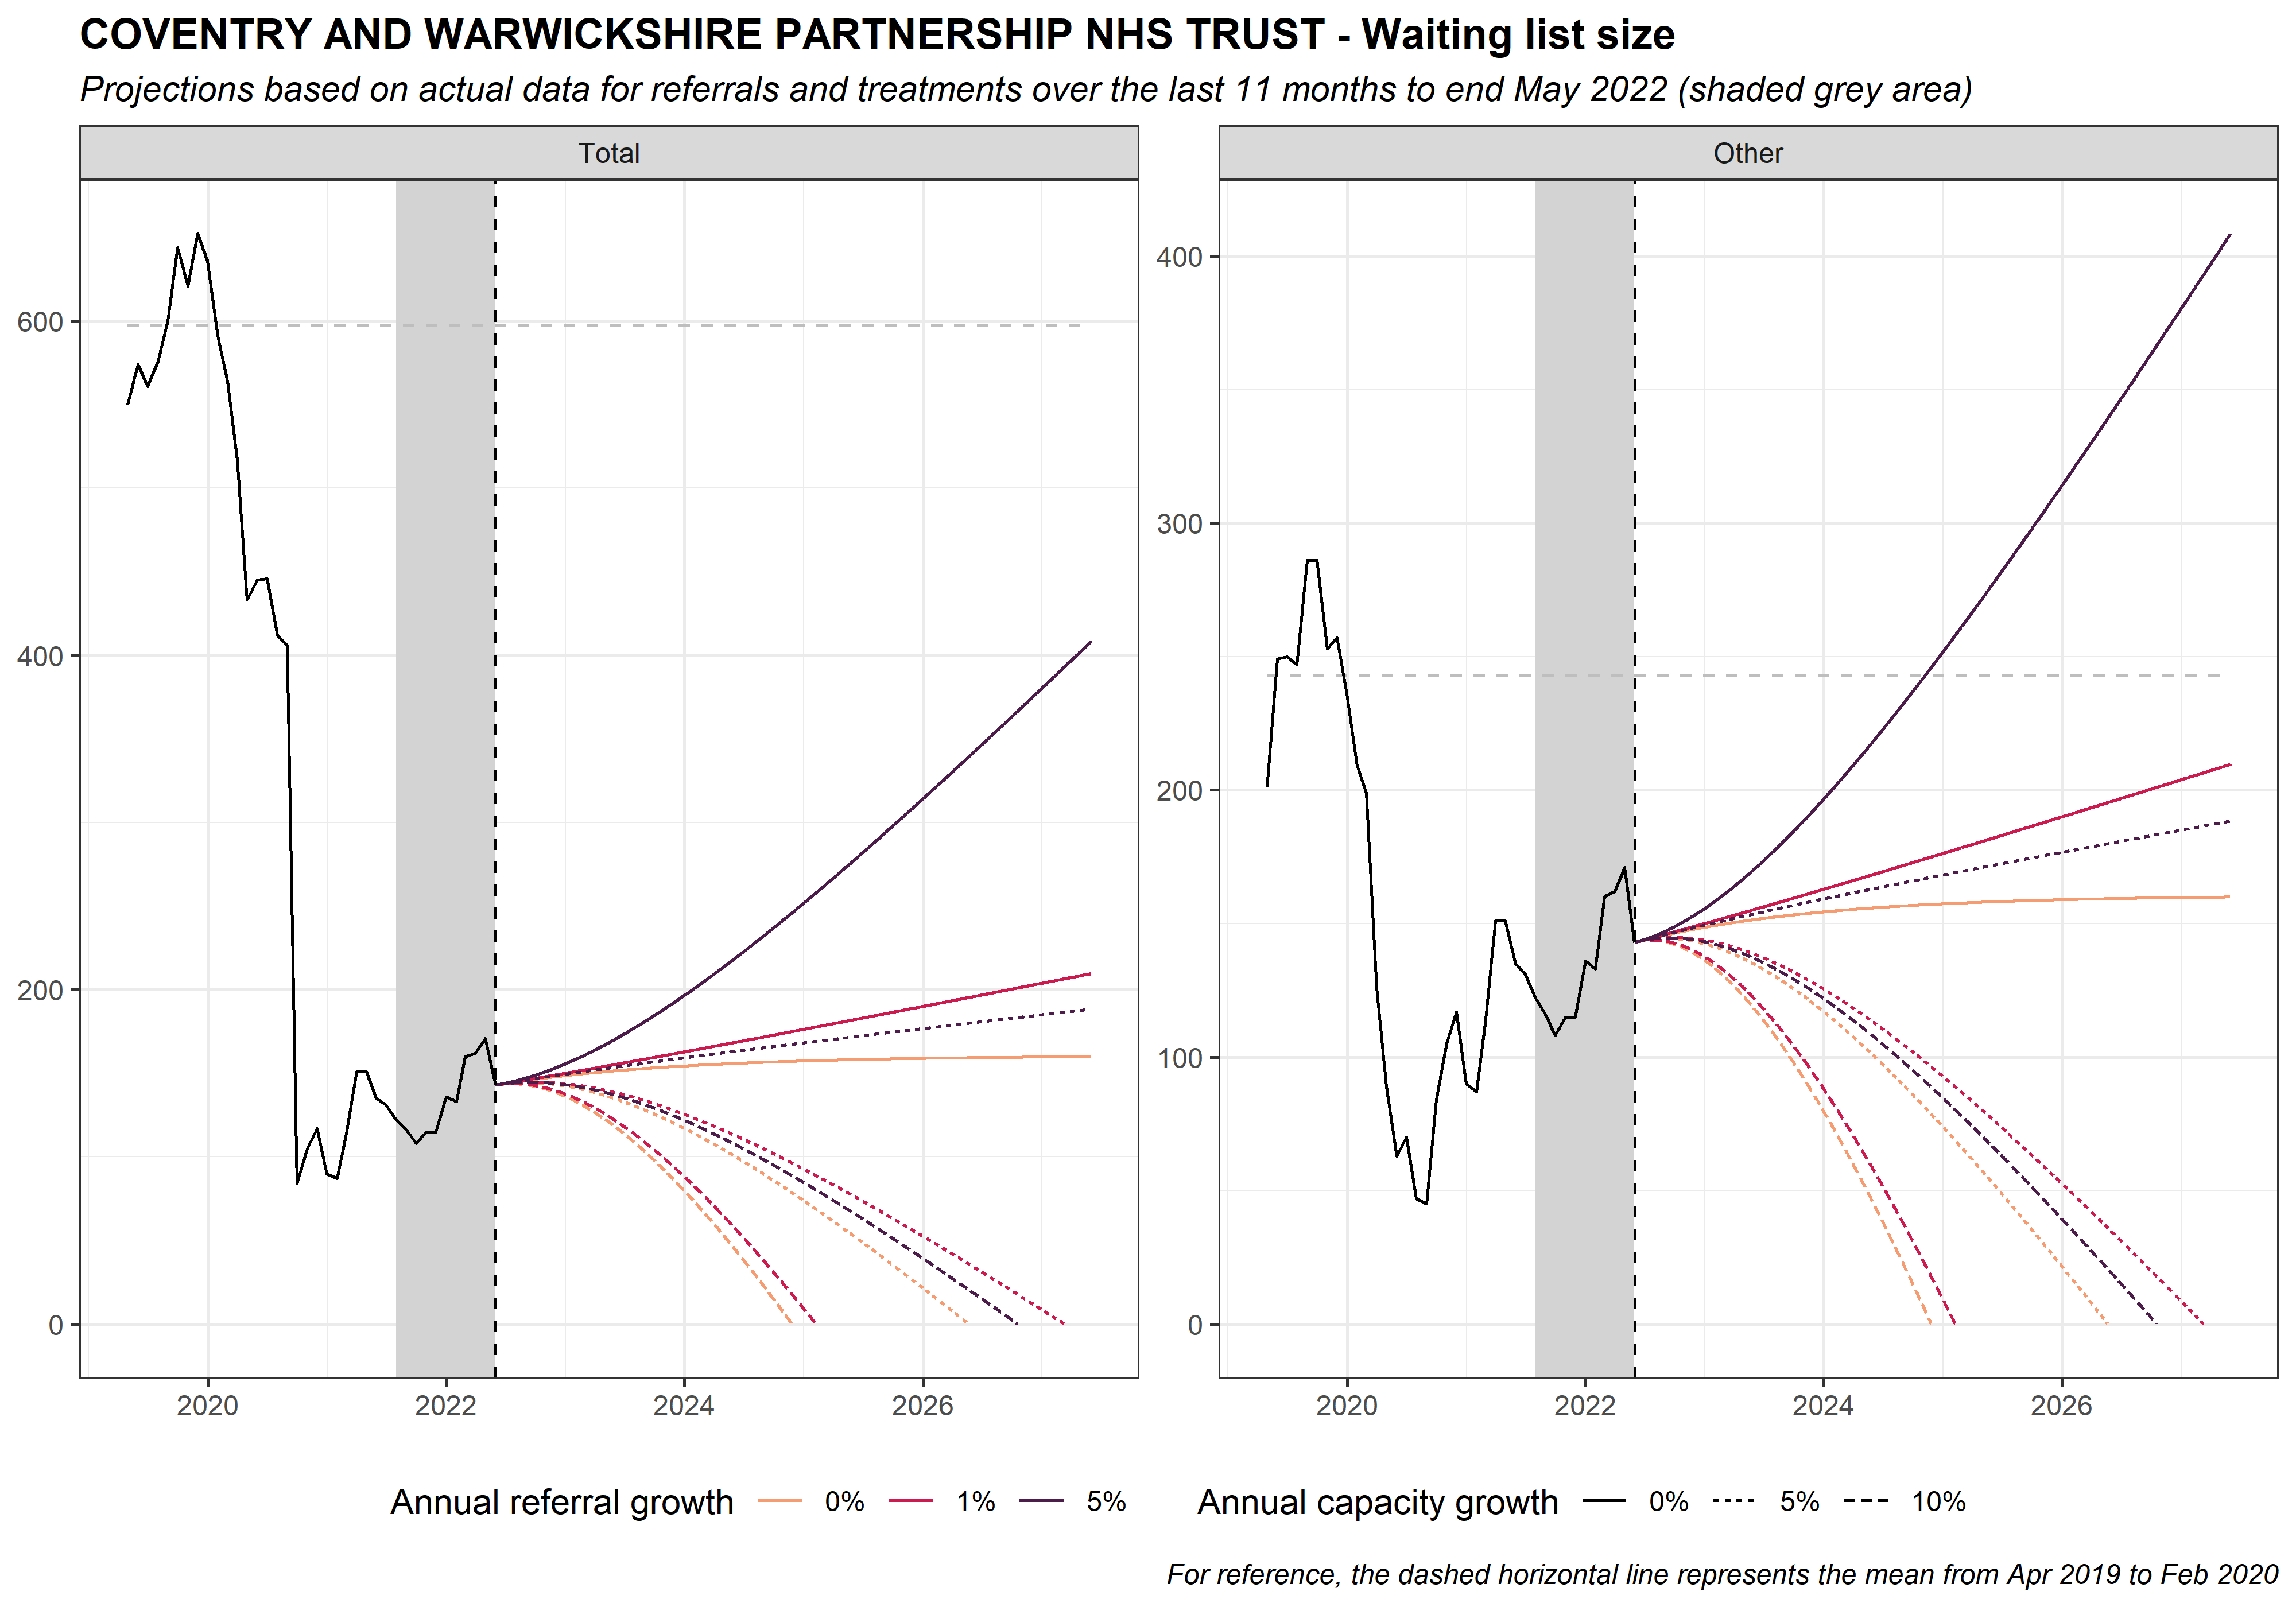 COVENTRY AND WARWICKSHIRE PARTNERSHIP NHS TRUST - Waiting list size
Projections based on actual data for referrals and treatments over the last 11 months to end May 2022 (shaded grey area)
Total
Other
600
400
200
0
2020 2022 2024 2026
400
300
200
100
0
2020 2022 2024 2026
Annual referral growth 0% 1% 5%
Annual capacity growth 0% 5% 10%
For reference, the dashed horizontal line represents the mean from Apr 2019 to Feb 2020